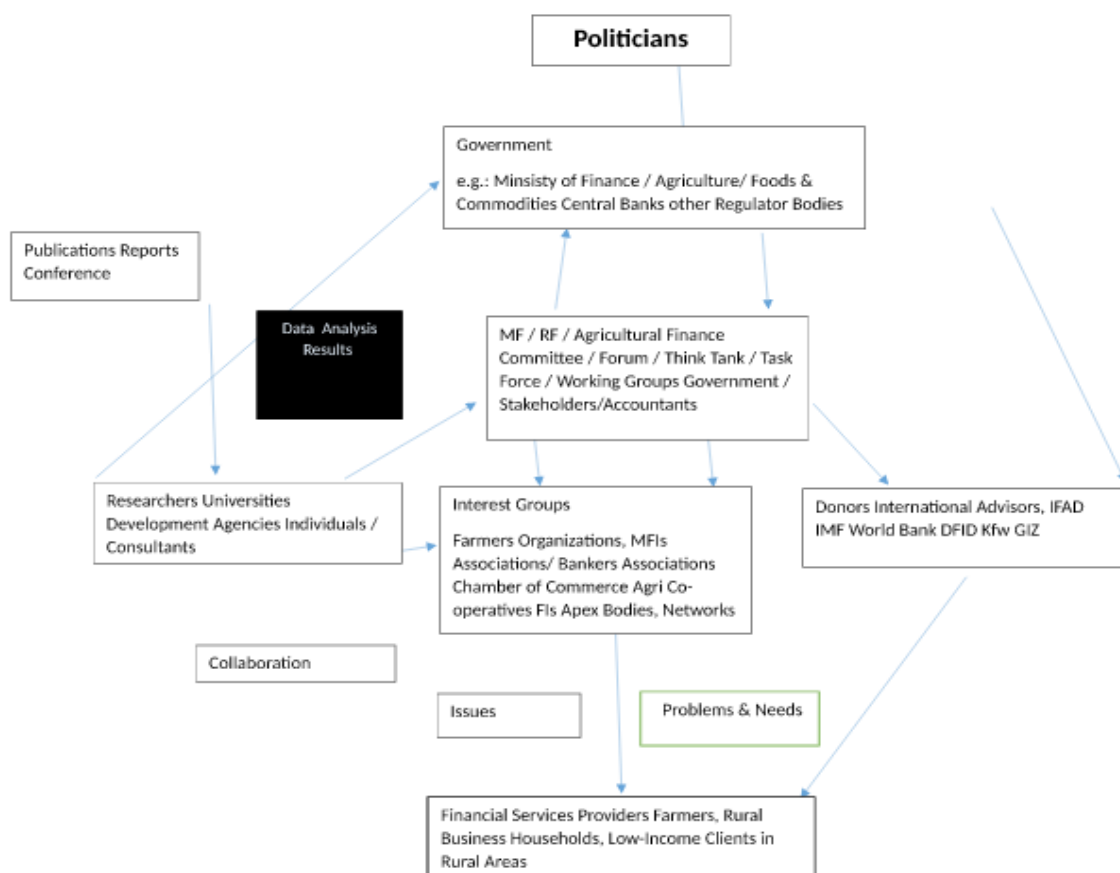 Politicians
Government
e.g.: Minsisty of Finance / Agriculture/ Foods &
Commodities Central Banks other Regulator Bodies
Publications Reports
Conference
Data Analysis
Results
MF / RF / Agricultural Finance
Committee / Forum / Think Tank / Task
Force / Working Groups Government /
Stakeholders/Accountants
Researchers Universities
Development Agencies Individuals /
Consultants
Interest Groups
Farmers Organizations, MFIs
Associations/ Bankers Associations
Chamber of Commerce Agri Co-
operatives FIs Apex Bodies, Networks
Donors International Advisors, IFAD
IMF World Bank DFID Kfw GIZ
Collaboration
Issues
Problems & Needs
Financial Services Providers Farmers, Rural
Business Households, Low-Income Clients in
Rural Areas